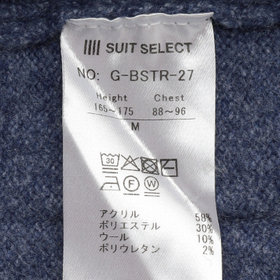 SUIT SELECT
NO: G-BSTR-27
Height Chest
165~175 88~96
M
30
P F W
アクリル 58%
ポリエステル 30%
ウール 10%
ポリウレタン 2%